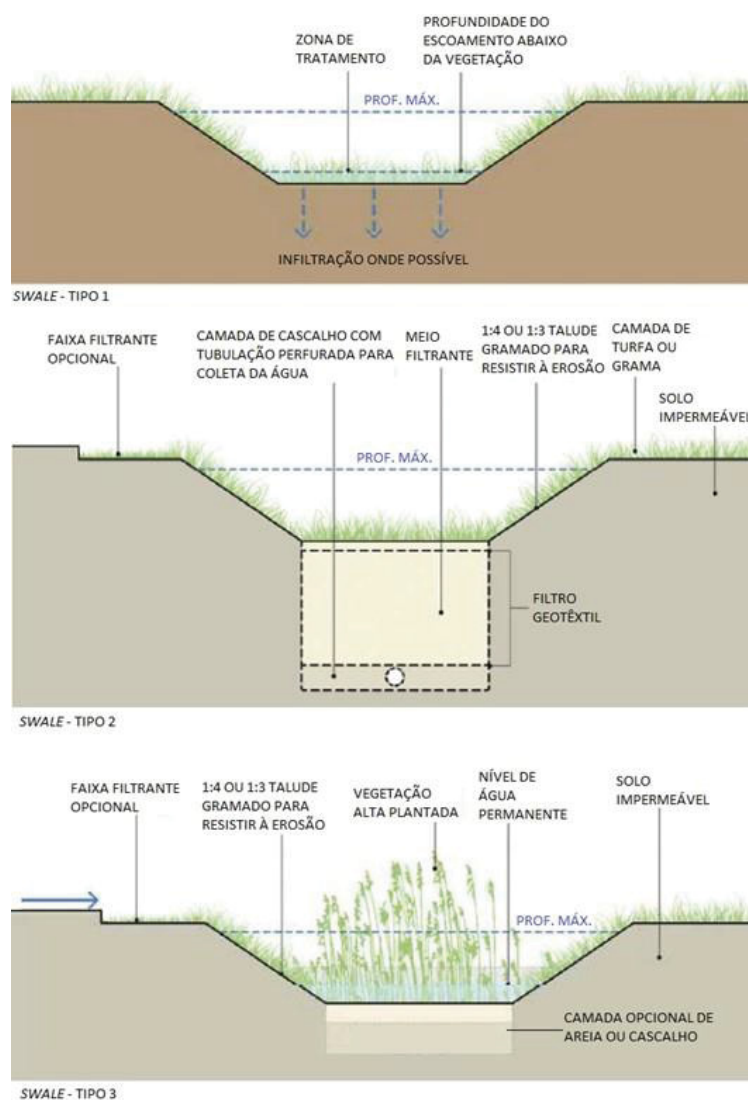 ZONA DE
TRATAMENTO
PROFUNDIDADE DO
ESCOAMENTO ABAIXO
DA VEGETAÇÃO
PROF. MÁX.
INFILTRAÇÃO ONDE POSSÍVEL
SWALE - TIPO 1
FAIXA FILTRANTE
OPCIONAL
CAMADA DE CASCALHO COM
TUBULAÇÃO PERFURADA PARA
COLETA DA ÁGUA
MEIO
FILTRANTE
1:4 OU 1:3 TALUDE
GRAMADO PARA
RESISTIR À EROSÃO
CAMADA DE
TURFA OU
GRAMA
SOLO
IMPERMEÁVEL
PROF. MÁX.
FILTRO
GEOTÊXTIL
SWALE - TIPO 2
FAIXA FILTRANTE
OPCIONAL
1:4 OU 1:3 TALUDE
GRAMADO PARA
RESISTIR À EROSÃO
VEGETAÇÃO
ALTA PLANTADA
NÍVEL DE
ÁGUA
PERMANENTE
SOLO
IMPERMEÁVEL
PROF. MÁX.
CAMADA OPCIONAL DE
AREIA OU CASCALHO
SWALE - TIPO 3